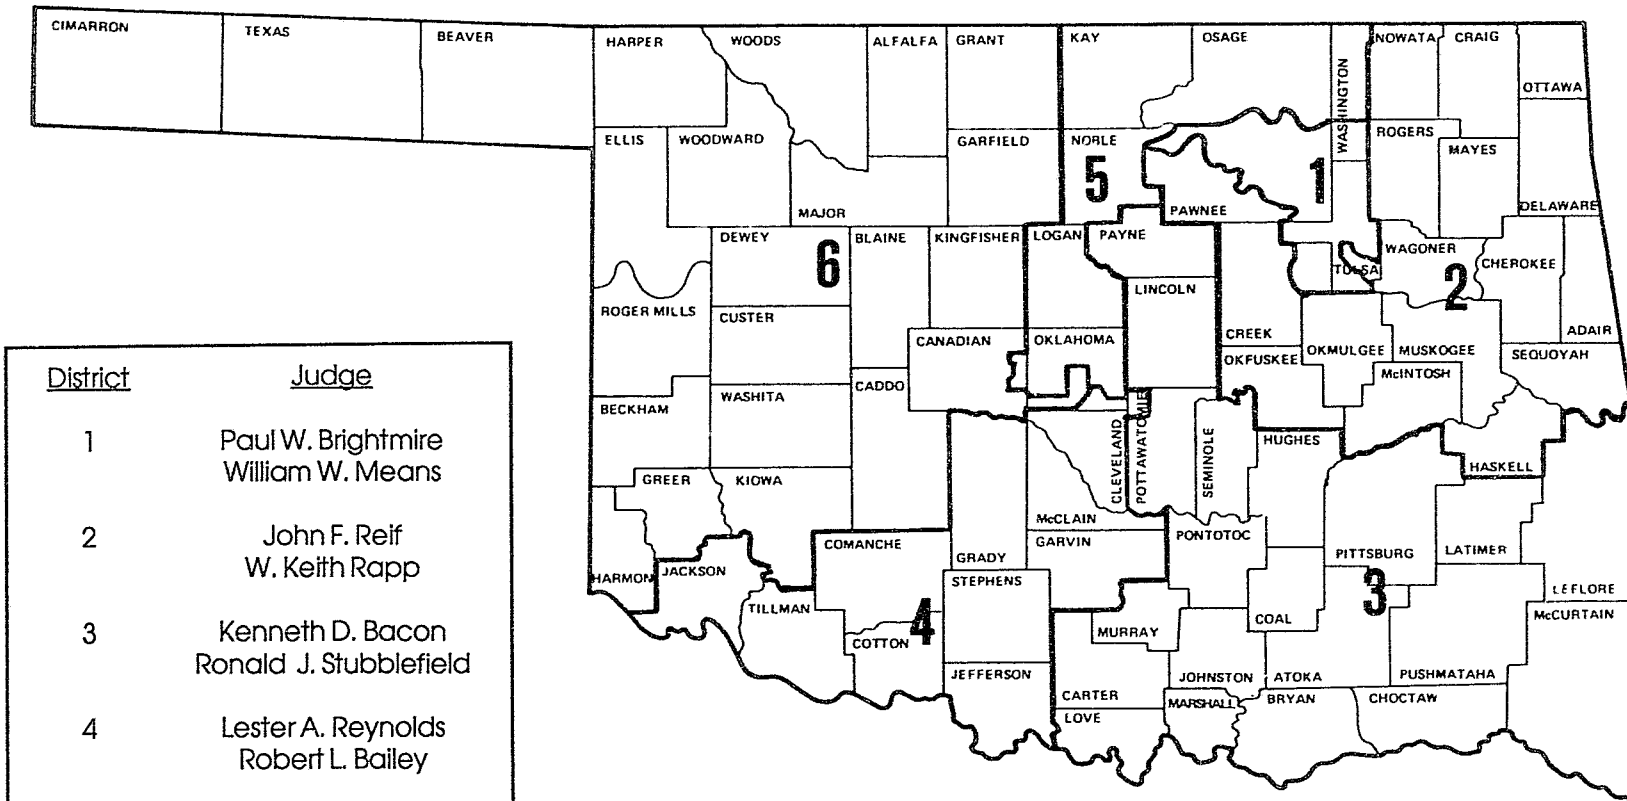 CIMARRON
TEXAS
BEAVER
HARPER
WOODS
ALFALFA
GRANT
KAY
OSAGE
WASHINGTON
NOWATA
CRAIG
OTTAWA
ELLIS
WOODWARD
GARFIELD
NOBLE
ROGERS
MAYES
5
1
MAJOR
PAWNEE
DELAWARE
DEWEY
BLAINE
KINGFISHER
LOGAN
PAYNE
WAGONER
CHEROKEE
6
TULSA
2
LINCOLN
ROGER MILLS
CUSTER
CANADIAN
OKLAHOMA
CREEK
ADAIR
OKFUSKEE
OKMULGEE
MUSKOGEE
SEQUOYAH
McINTOSH
CADDO
WASHITA
BECKHAM
CLEVELAND
POTTAWATOMIE
SEMINOLE
HUGHES
HASKELL
GREER
KIOWA
McCLAIN
GARVIN
PONTOTOC
COMANCHE
GRADY
PITTSBURG
LATIMER
HARMON
JACKSON
STEPHENS
LEFLORE
TILLMAN
4
3
McCURTAIN
COTTON
MURRAY
COAL
JEFFERSON
JOHNSTON
ATOKA
PUSHMATAHA
CARTER
MARSHALL
BRYAN
CHOCTAW
LOVE
District Judge
1 Paul W. Brightmire
William W. Means
2 John F. Reif
W. Keith Rapp
3 Kenneth D. Bacon
Ronald J. Stubblefield
4 Lester A. Reynolds
Robert L. Bailey